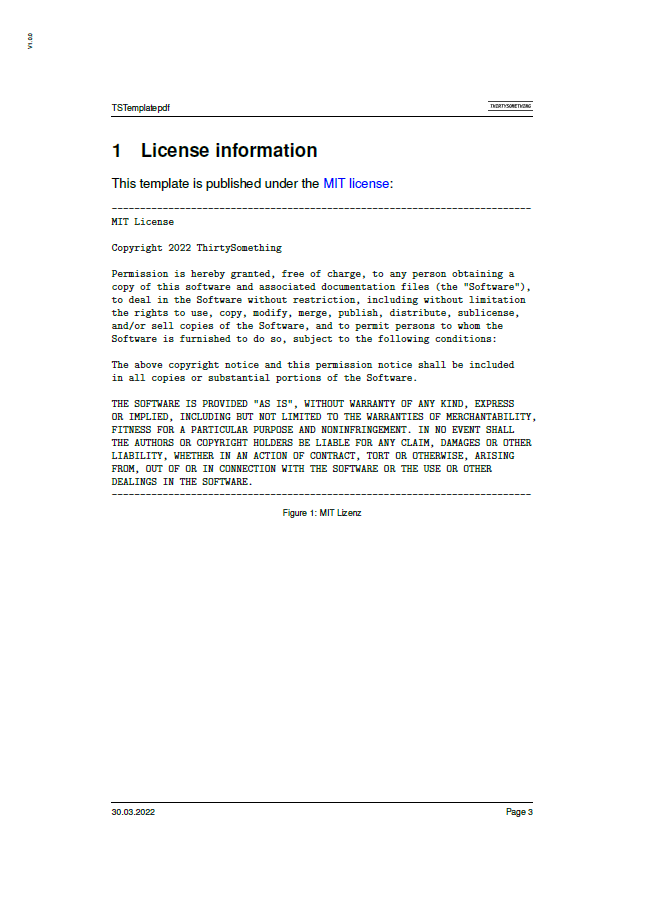 V1.0.0
TSTemplatepdf
THIRTYSOMETHING
1 License information
This template is published under the MIT license:
--------------------------------------------------------------------------
MIT License
Copyright 2022 ThirtySomething
Permission is hereby granted, free of charge, to any person obtaining a
copy of this software and associated documentation files (the "Software"),
to deal in the Software without restriction, including without limitation
the rights to use, copy, modify, merge, publish, distribute, sublicense,
and/or sell copies of the Software, and to permit persons to whom the
Software is furnished to do so, subject to the following conditions:
The above copyright notice and this permission notice shall be included
in all copies or substantial portions of the Software.
THE SOFTWARE IS PROVIDED "AS IS", WITHOUT WARRANTY OF ANY KIND, EXPRESS
OR IMPLIED, INCLUDING BUT NOT LIMITED TO THE WARRANTIES OF MERCHANTABILITY,
FITNESS FOR A PARTICULAR PURPOSE AND NONINFRINGEMENT. IN NO EVENT SHALL
THE AUTHORS OR COPYRIGHT HOLDERS BE LIABLE FOR ANY CLAIM, DAMAGES OR OTHER
LIABILITY, WHETHER IN AN ACTION OF CONTRACT, TORT OR OTHERWISE, ARISING
FROM, OUT OF OR IN CONNECTION WITH THE SOFTWARE OR THE USE OR OTHER
DEALINGS IN THE SOFTWARE.
--------------------------------------------------------------------------
Figure 1: MIT Lizenz
30.03.2022
Page 3